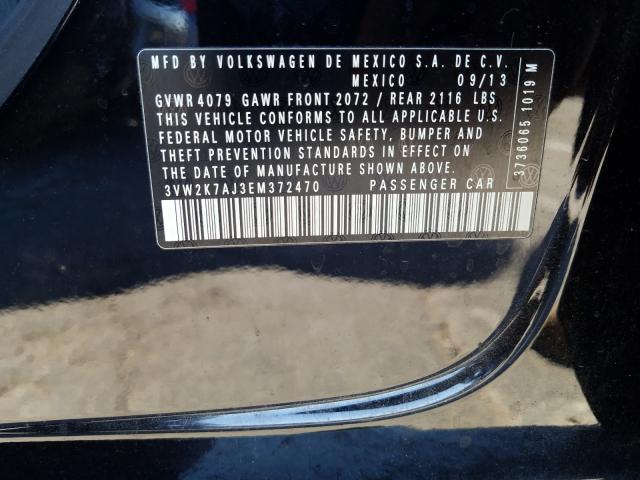 MFD BY VOLKSWAGEN DE MEXICO S.A. DE C.V.
MEXICO 09/13
GVWR 4079 GAWR FRONT 2072 / REAR 2116 LBS
THIS VEHICLE CONFORMS TO ALL APPLICABLE U.S.
FEDERAL MOTOR VEHICLE SAFETY, BUMPER AND
THEFT PREVENTION STANDARDS IN EFFECT ON
THE DATE OF MANUFACTURE SHOWN ABOVE.
3VW2K7AJ3EM372470 PASSENGER CAR
3736065 1019 M